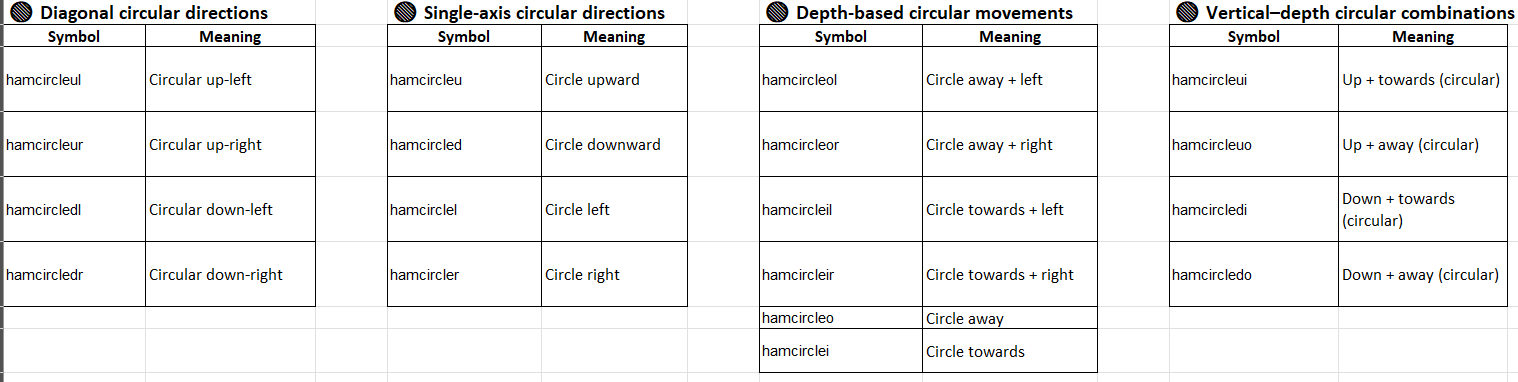 Diagonal circular directions
Symbol Meaning
hamcircleul Circular up-left
hamcircleur Circular up-right
hamcircledl Circular down-left
hamcircledr Circular down-right
Single-axis circular directions
Symbol Meaning
hamcircleu Circle upward
hamcircled Circle downward
hamcirclel Circle left
hamcircler Circle right
Depth-based circular movements
Symbol Meaning
hamcircleol Circle away + left
hamcircleor Circle away + right
hamcircleil Circle towards + left
hamcircleir Circle towards + right
hamcircleo Circle away
hamcirclei Circle towards
Vertical–depth circular combinations
Symbol Meaning
hamcircleui Up + towards (circular)
hamcircleuo Up + away (circular)
hamcircledi Down + towards
(circular)
hamcircledo Down + away (circular)